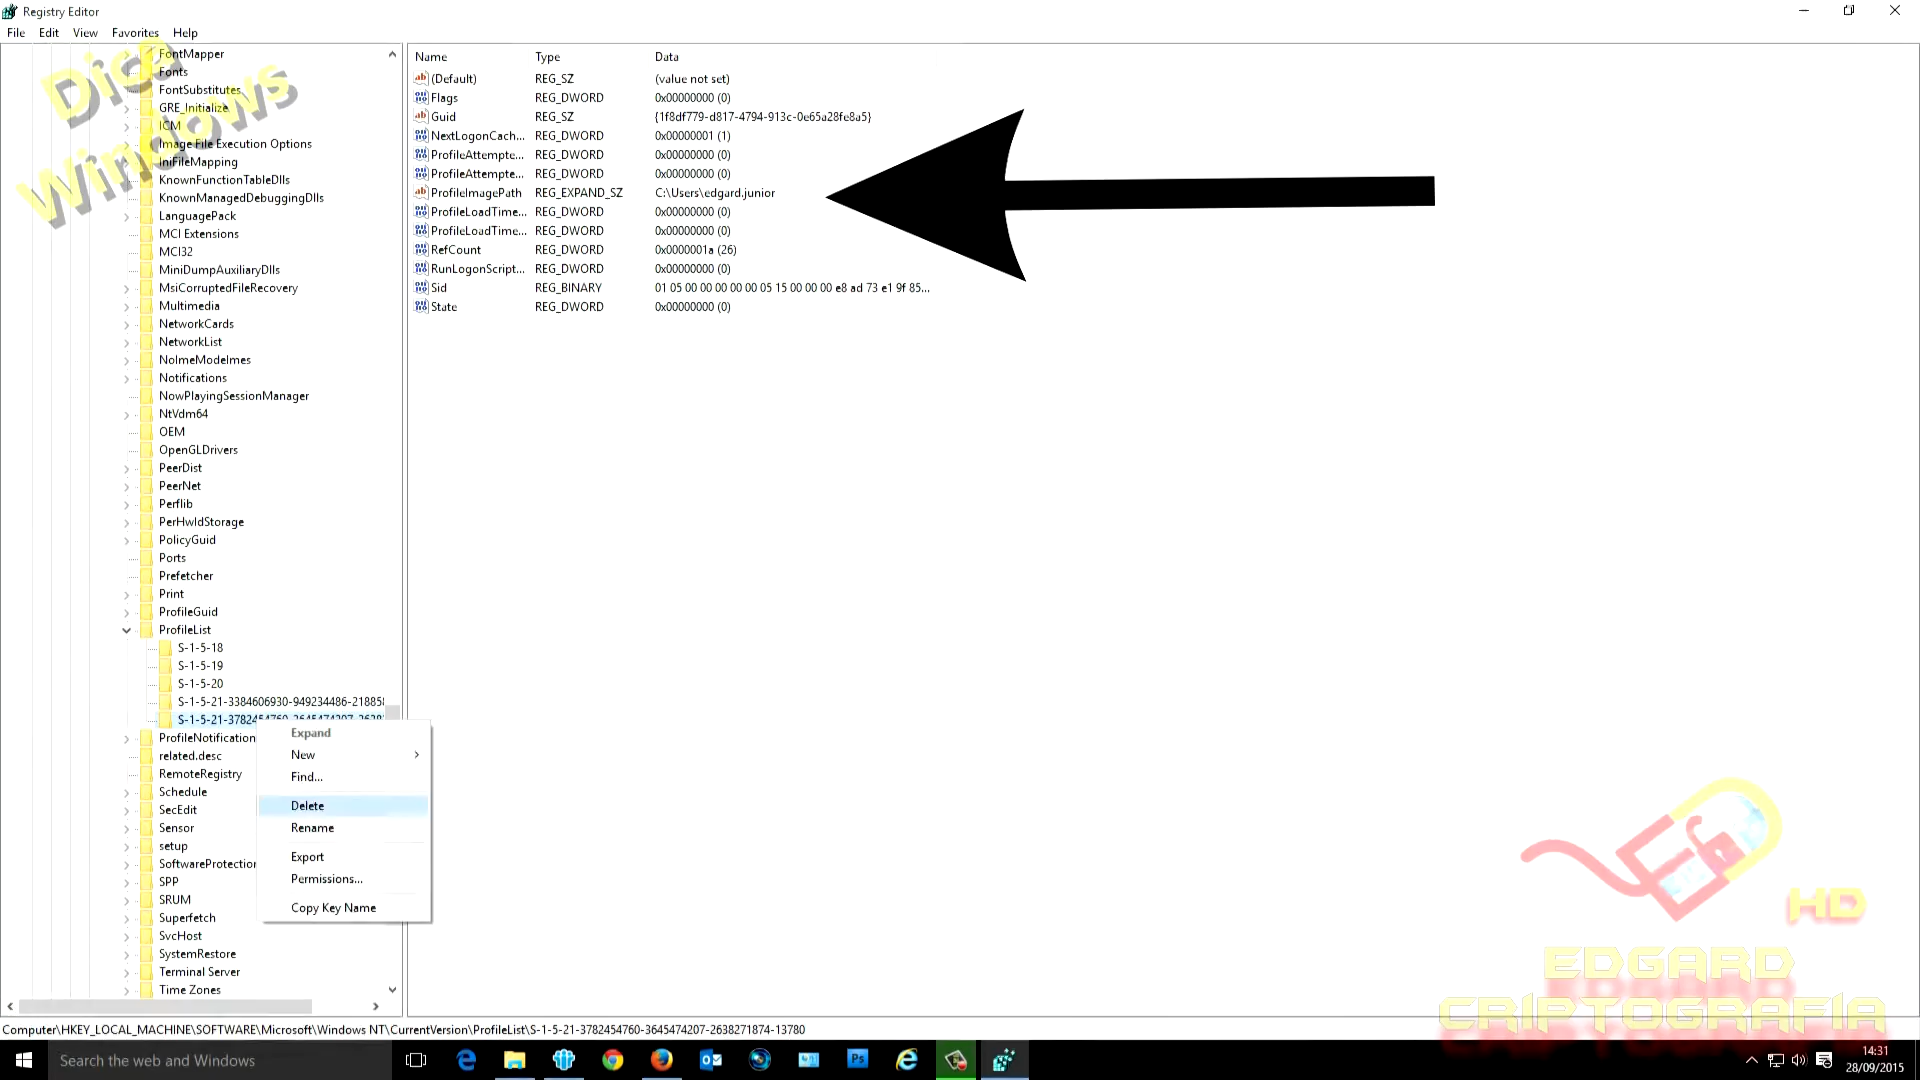 Registry Editor
File Edit View Favorites Help
Dica
Windows
FontMapper
Fonts
FontSubstitutes
GRE_Initialize
ICM
Image File Execution Options
IniFileMapping
KnownFunctionTableDlls
KnownManagedDebuggingDlls
LanguagePack
MCI Extensions
MCI32
MiniDumpAuxiliaryDlls
MsiCorruptedFileRecovery
Multimedia
NetworkCards
NetworkList
NoImeModeImes
Notifications
NowPlayingSessionManager
NtVdm64
OEM
OpenGLDrivers
PeerDist
PeerNet
Perflib
PerHwIdStorage
PolicyGuid
Ports
Prefetcher
Print
ProfileGuid
ProfileList
S-1-5-18
S-1-5-19
S-1-5-20
S-1-5-21-3384606930-949234486-21885
S-1-5-21-3782454760-3645474207-2638
ProfileNotification
related.desc
RemoteRegistry
Schedule
SecEdit
Sensor
setup
SoftwareProtection
SPP
SRUM
Superfetch
SvcHost
SystemRestore
Terminal Server
Time Zones
Expand
New
Find...
Delete
Rename
Export
Permissions...
Copy Key Name
Name Type Data
(Default) REG_SZ (value not set)
Flags REG_DWORD 0x00000000 (0)
Guid REG_SZ {1f8df779-d817-4794-913c-0e65a28fe8a5}
NextLogonCach... REG_DWORD 0x00000001 (1)
ProfileAttempte... REG_DWORD 0x00000000 (0)
ProfileAttempte... REG_DWORD 0x00000000 (0)
ProfileImagePath REG_EXPAND_SZ C:\Users\edgard.junior
ProfileLoadTime... REG_DWORD 0x00000000 (0)
ProfileLoadTime... REG_DWORD 0x00000000 (0)
RefCount REG_DWORD 0x0000001a (26)
RunLogonScript... REG_DWORD 0x00000000 (0)
Sid REG_BINARY 01 05 00 00 00 00 00 05 15 00 00 00 e8 ad 73 e1 9f 85...
State REG_DWORD 0x00000000 (0)
HD
EDGARD
CRIPTOGRAFIA
Computer\HKEY_LOCAL_MACHINE\SOFTWARE\Microsoft\Windows NT\CurrentVersion\ProfileList\S-1-5-21-3782454760-3645474207-2638271874-13780
Search the web and Windows
Ps
14:31
28/09/2015